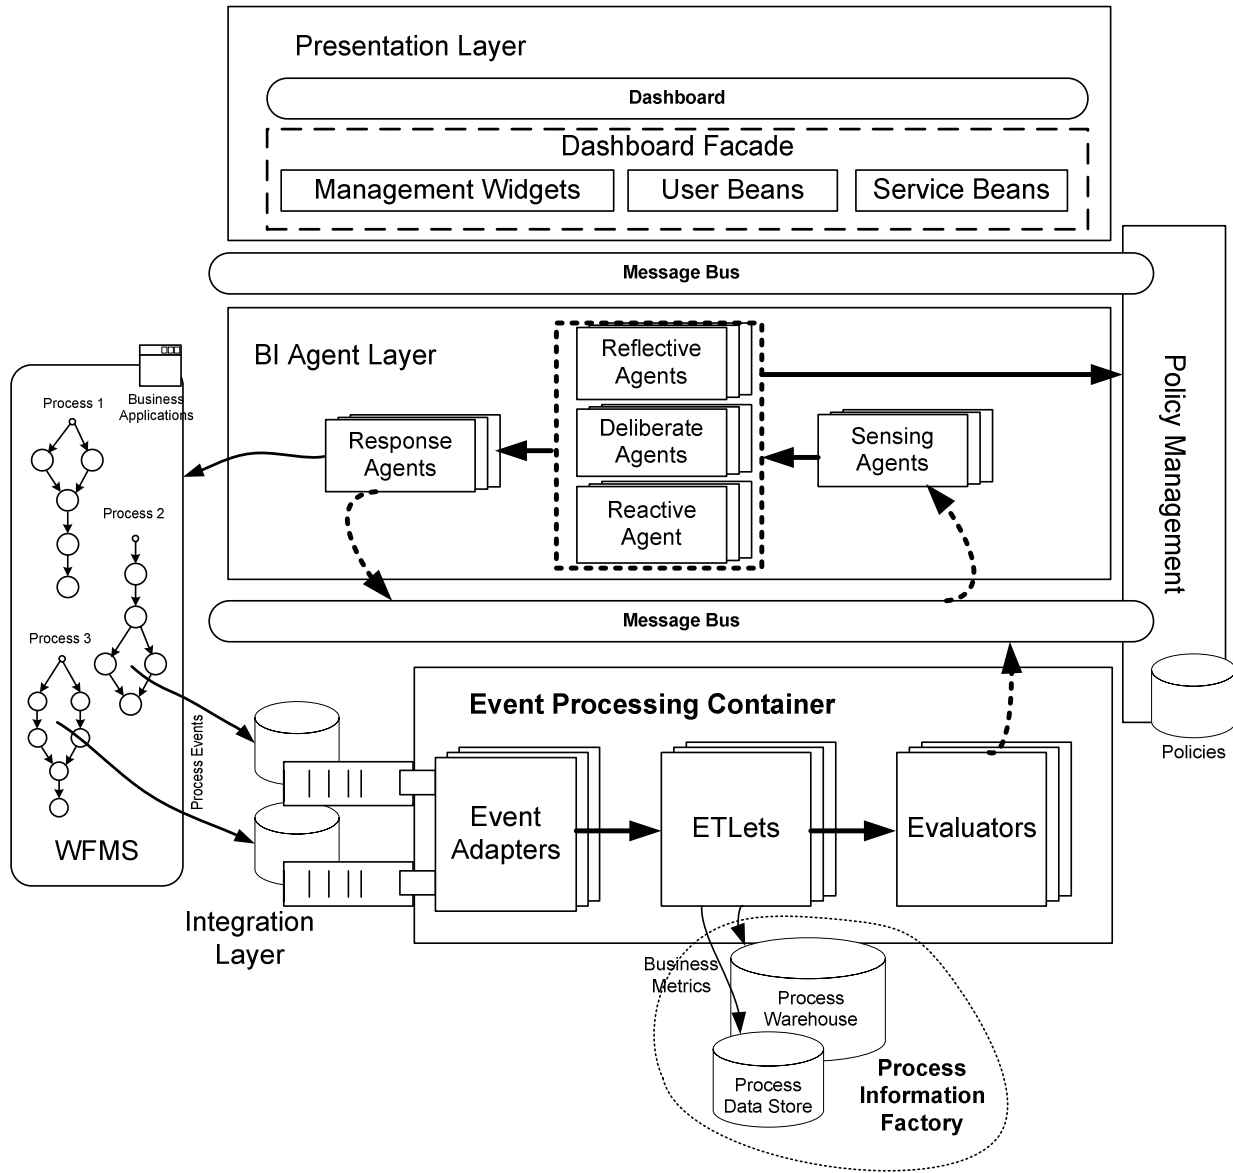 Presentation Layer
Dashboard
Dashboard Facade
Management Widgets
User Beans
Service Beans
Message Bus
BI Agent Layer
Reflective
Agents
Deliberate
Agents
Reactive
Agent
Response
Agents
Sensing
Agents
Policy Management
Policies
Business
Applications
Process 1
Process 2
Process 3
WFMS
Process Events
Message Bus
Integration
Layer
Event Processing Container
Event
Adapters
ETLets
Evaluators
Business
Metrics
Process
Warehouse
Process
Data Store
Process
Information
Factory